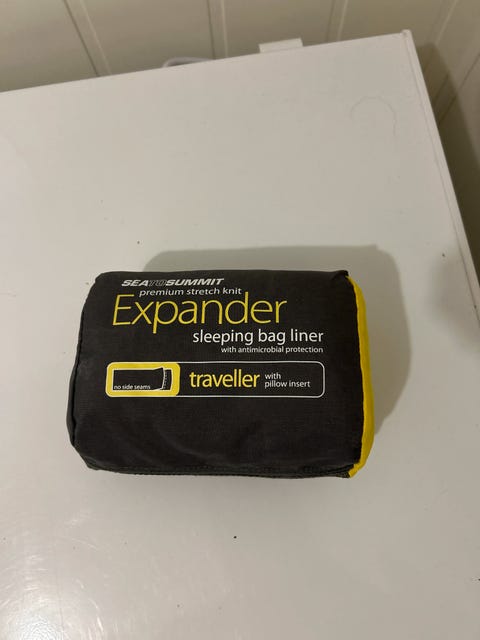 SEA TO SUMMIT
premium stretch knit
Expander
sleeping bag liner
with antimicrobial protection
no side seams
traveller with pillow insert